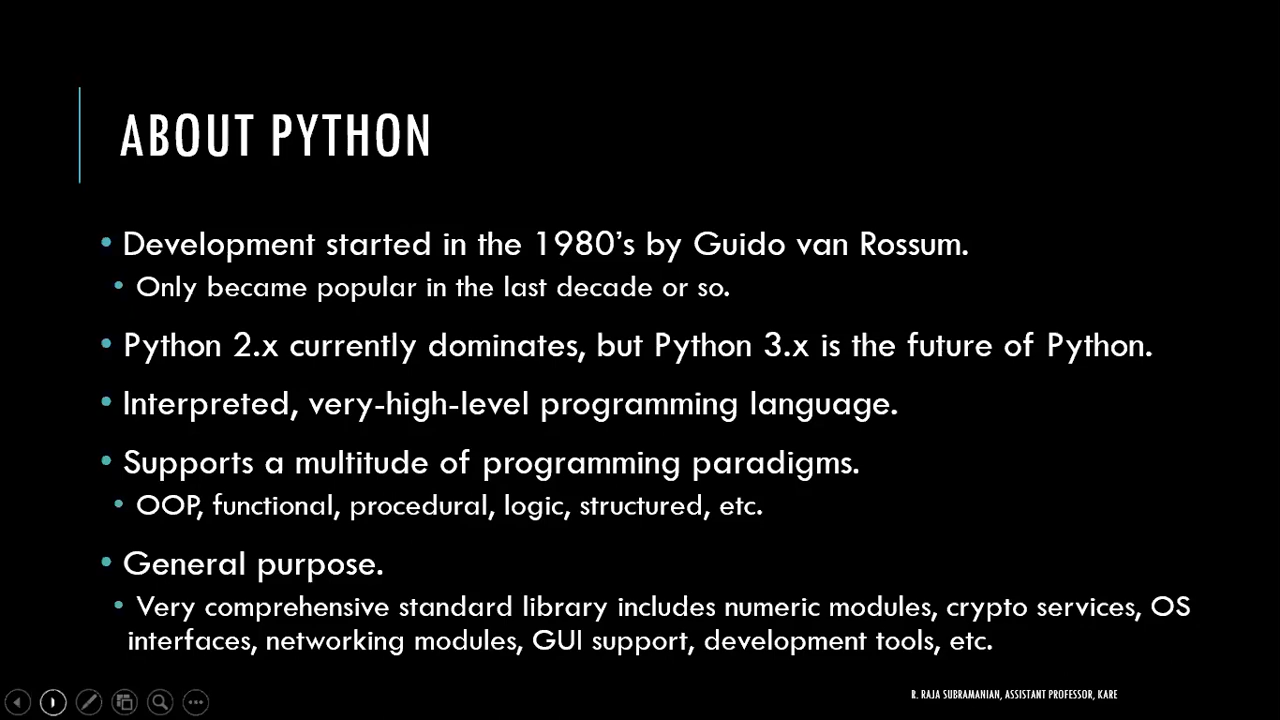 ABOUT PYTHON
• Development started in the 1980's by Guido van Rossum.
• Only became popular in the last decade or so.
• Python 2.x currently dominates, but Python 3.x is the future of Python.
• Interpreted, very-high-level programming language.
• Supports a multitude of programming paradigms.
• OOP, functional, procedural, logic, structured, etc.
• General purpose.
• Very comprehensive standard library includes numeric modules, crypto services, OS
interfaces, networking modules, GUI support, development tools, etc.
R. RAJA SUBRAMANIAN, ASSISTANT PROFESSOR, KARE